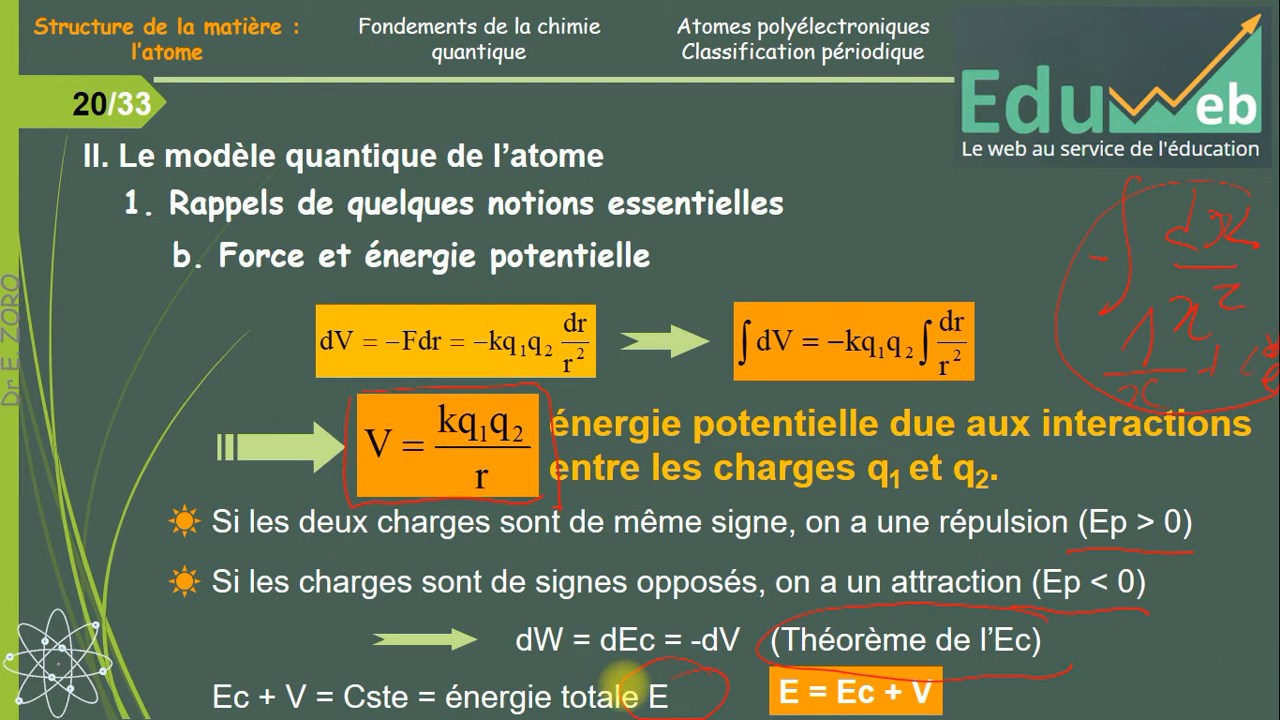 Structure de la matière :
l'atome
Fondements de la chimie
quantique
Atomes polyélectroniques
Classification périodique
Edu Web
Le web au service de l'éducation
20/33
II. Le modèle quantique de l'atome
1. Rappels de quelques notions essentielles
b. Force et énergie potentielle
dV = −Fdr = −kq₁q₂ dr/r²
∫dV = −kq₁q₂ ∫ dr/r²
- ∫ dx/x²
1/x +
V = kq₁q₂/r
énergie potentielle due aux interactions
entre les charges q₁ et q₂.
Si les deux charges sont de même signe, on a une répulsion (Ep > 0)
Si les charges sont de signes opposés, on a un attraction (Ep < 0)
dW = dEc = -dV (Théorème de l'Ec)
Ec + V = Cste = énergie totale E
E = Ec + V
Dr E. ZORO